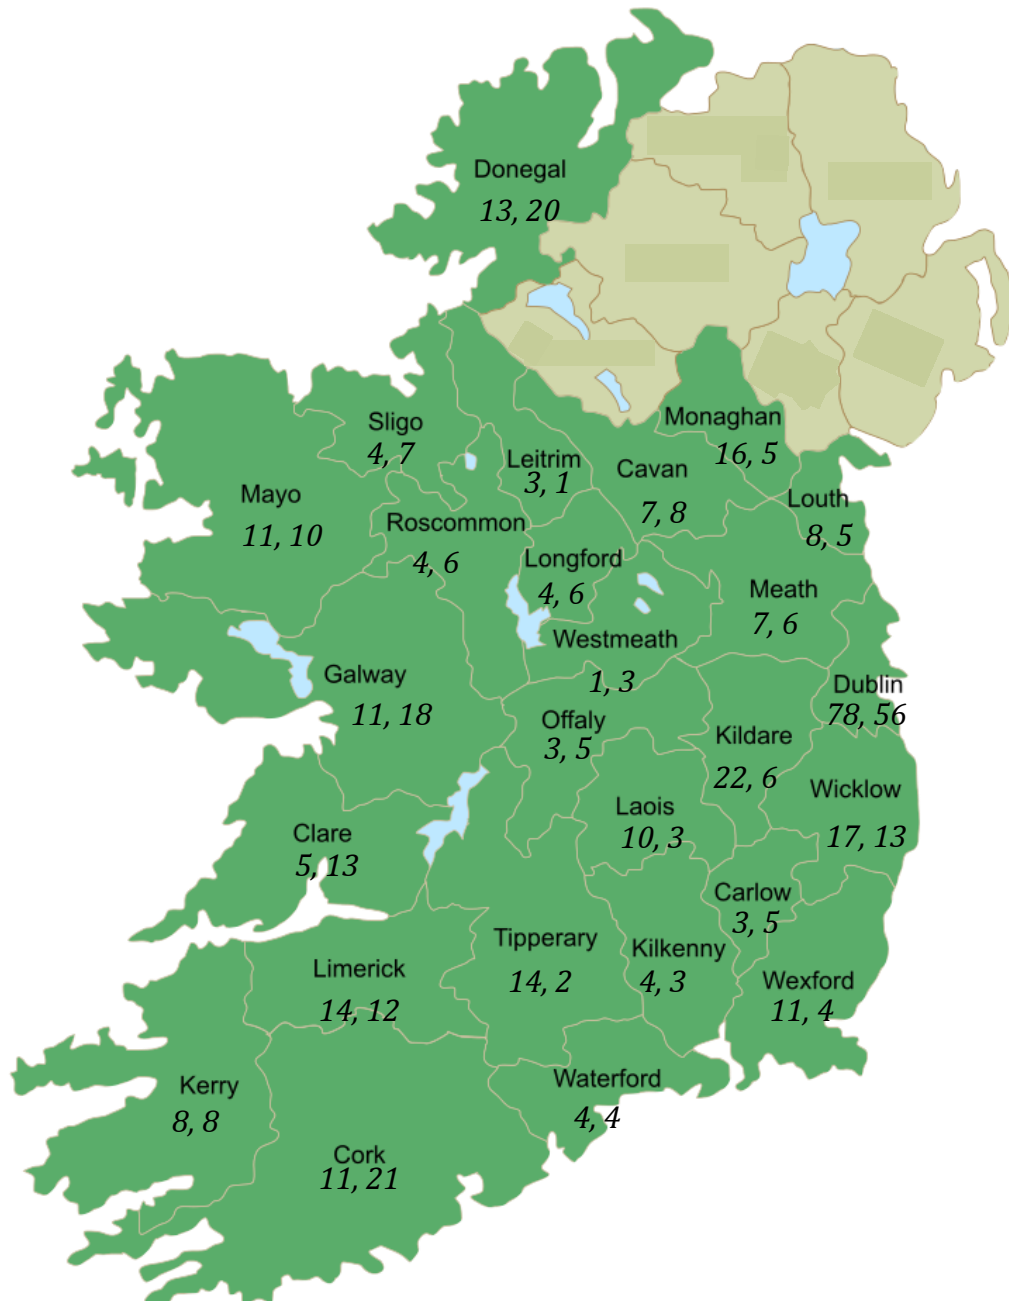 Donegal
13, 20
Monaghan
16, 5
Sligo
4, 7
Leitrim
3, 1
Cavan
7, 8
Mayo
11, 10
Louth
8, 5
Roscommon
4, 6
Longford
4, 6
Meath
7, 6
Westmeath
1, 3
Galway
11, 18
Dublin
78, 56
Offaly
3, 5
Kildare
22, 6
Wicklow
17, 13
Laois
10, 3
Clare
5, 13
Carlow
3, 5
Tipperary
14, 2
Kilkenny
4, 3
Limerick
14, 12
Wexford
11, 4
Waterford
4, 4
Kerry
8, 8
Cork
11, 21